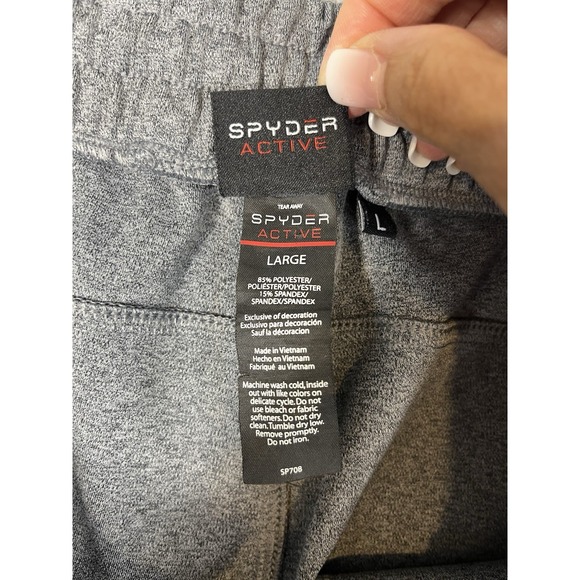 SPYDER
ACTIVE
TEAR AWAY
SPYDER
ACTIVE
L
LARGE
85% POLYESTER/
POLIÉSTER/POLYESTER
15% SPANDEX/
SPANDEX/SPANDEX
Exclusive of decoration
Exclusivo para decoración
Sauf la décoracion
Made in Vietnam
Hecho en Vietnam
Fabriqué au Vietnam
Machine wash cold, inside
out with like colors on
delicate cycle. Do not
use bleach or fabric
softeners. Do not dry
clean. Tumble dry low.
Remove promptly.
Do not iron.
SP708